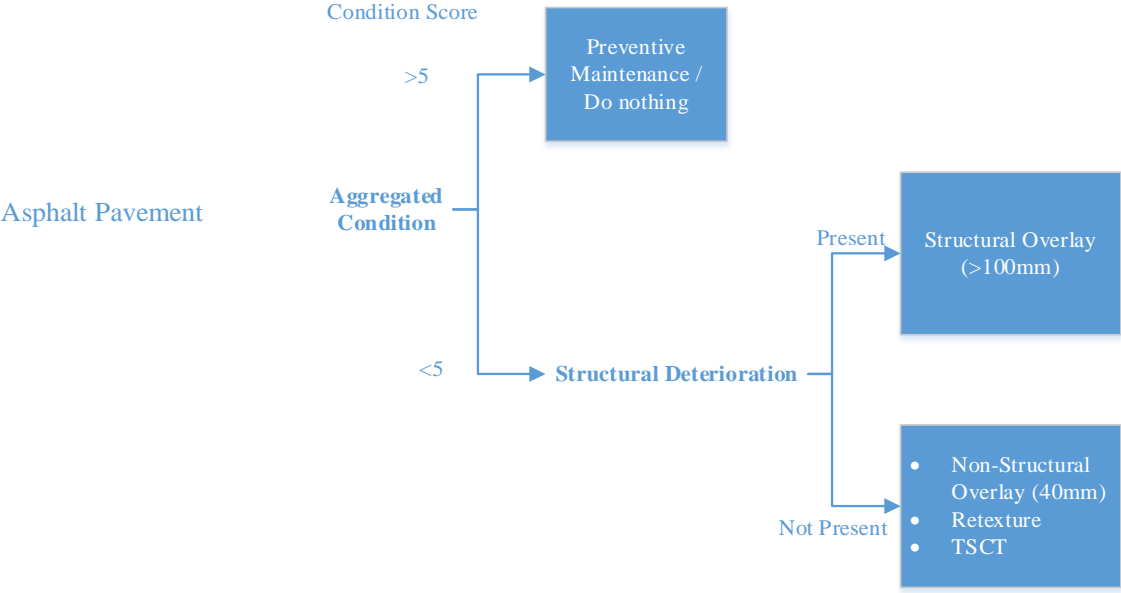 Condition Score
Preventive
Maintenance /
Do nothing
>5
Asphalt Pavement
Aggregated
Condition
Present
Structural Overlay
(>100mm)
<5
Structural Deterioration
• Non-Structural
Overlay (40mm)
• Retexture
• TSCT
Not Present